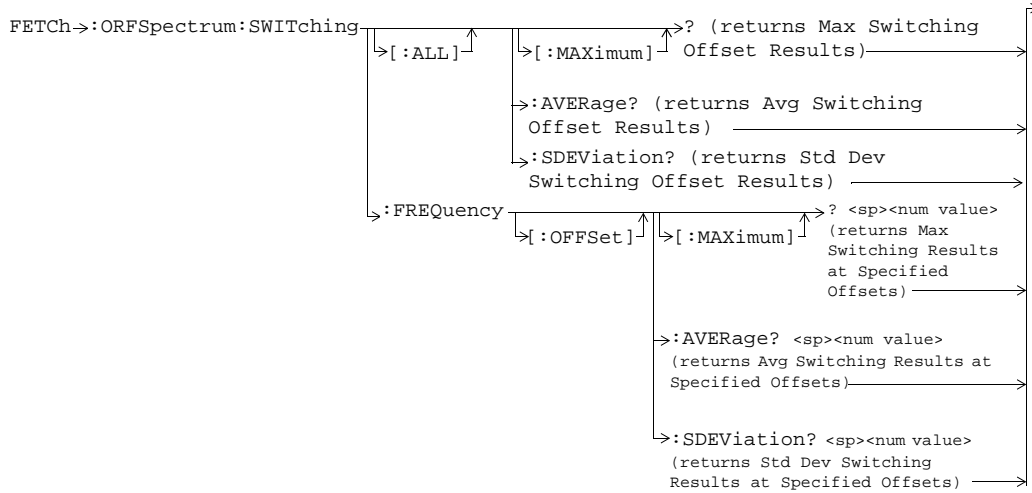 FETCh :ORFSpectrum:SWITching ? (returns Max Switching
[:ALL] [:MAXimum] Offset Results)
:AVERage? (returns Avg Switching
Offset Results)
:SDEViation? (returns Std Dev
Switching Offset Results)
:FREQuency ? <sp><num value>
[:OFFSet] [:MAXimum] (returns Max
Switching Results
at Specified
Offsets)
:AVERage? <sp><num value>
(returns Avg Switching Results at
Specified Offsets)
:SDEViation? <sp><num value>
(returns Std Dev Switching
Results at Specified Offsets)